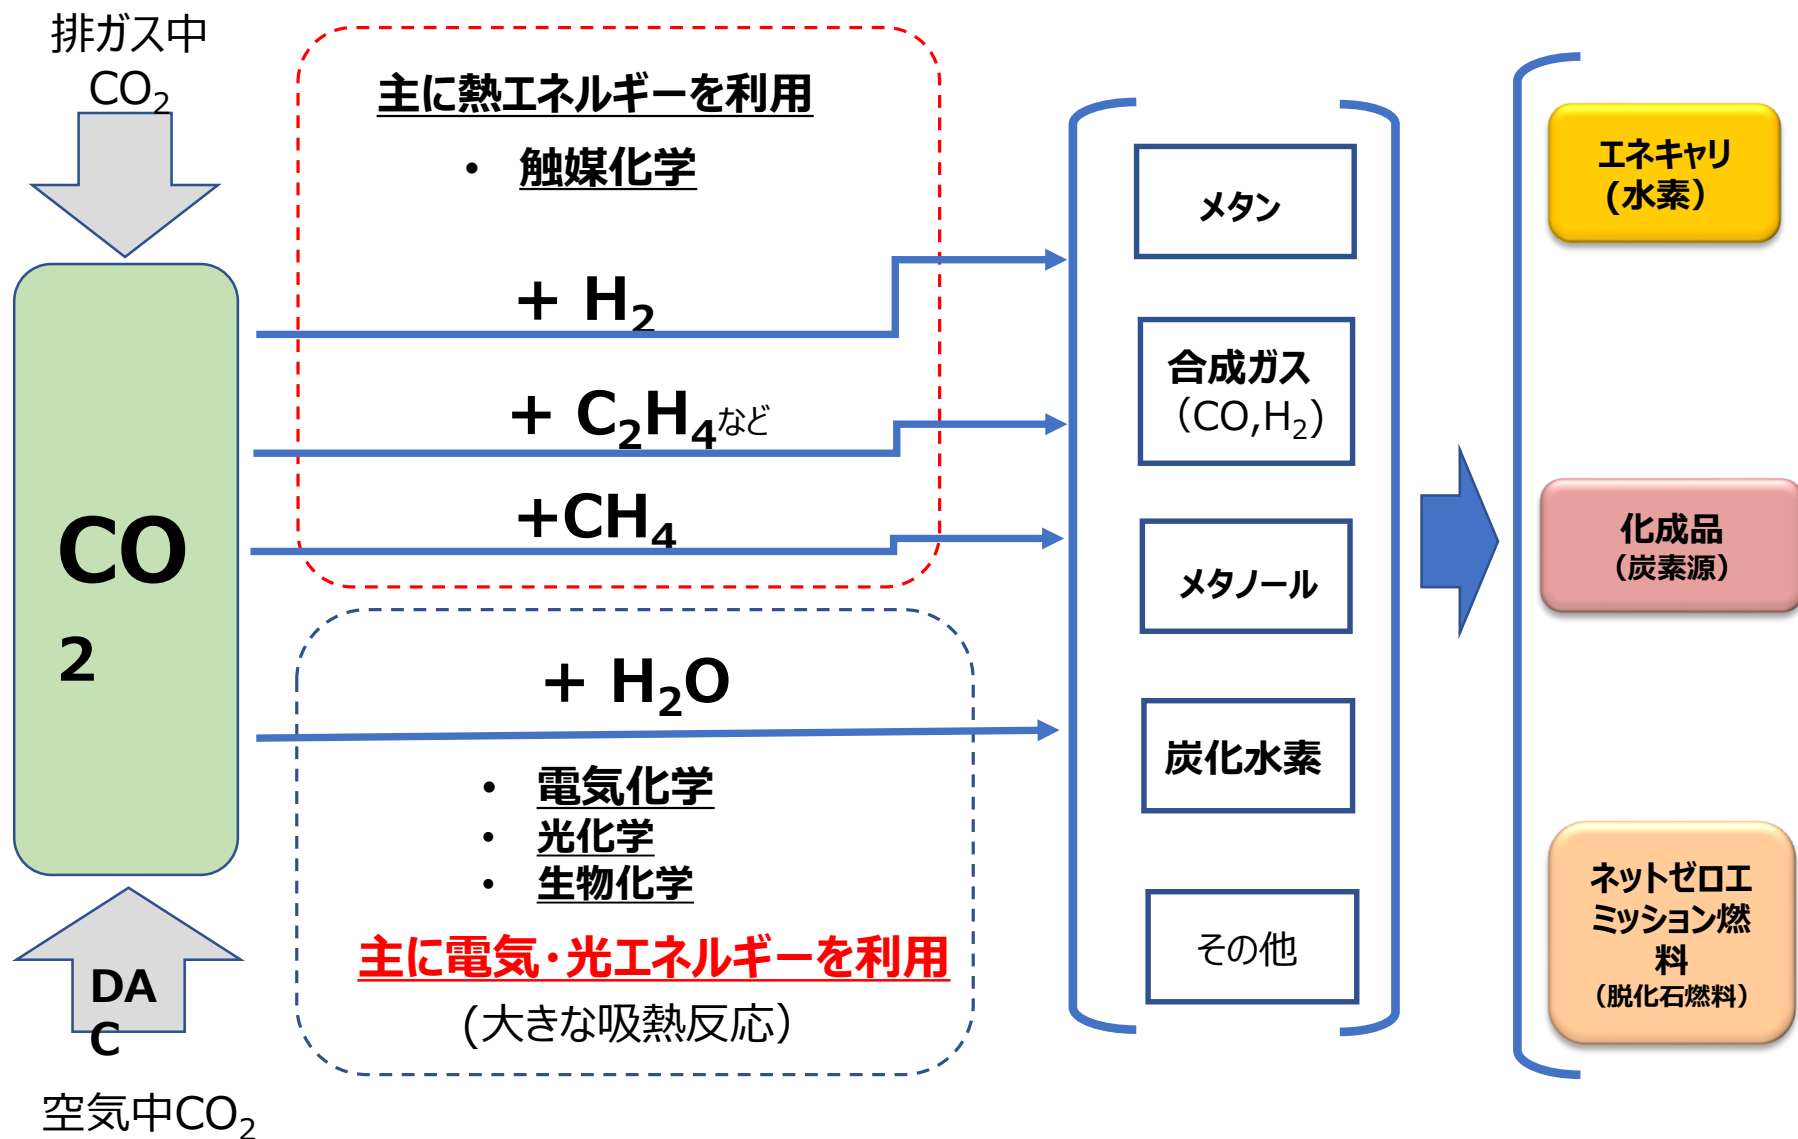 排ガス中
CO₂
CO
2
DA
C
空気中CO₂
主に熱エネルギーを利用
・ 触媒化学
+ H₂
+ C₂H₄など
+CH₄
+ H₂O
・ 電気化学
・ 光化学
・ 生物化学
主に電気・光エネルギーを利用
(大きな吸熱反応)
メタン
合成ガス
（CO,H₂)
メタノール
炭化水素
その他
エネキャリ
(水素）
化成品
（炭素源）
ネットゼロエ
ミッション燃
料
（脱化石燃料）